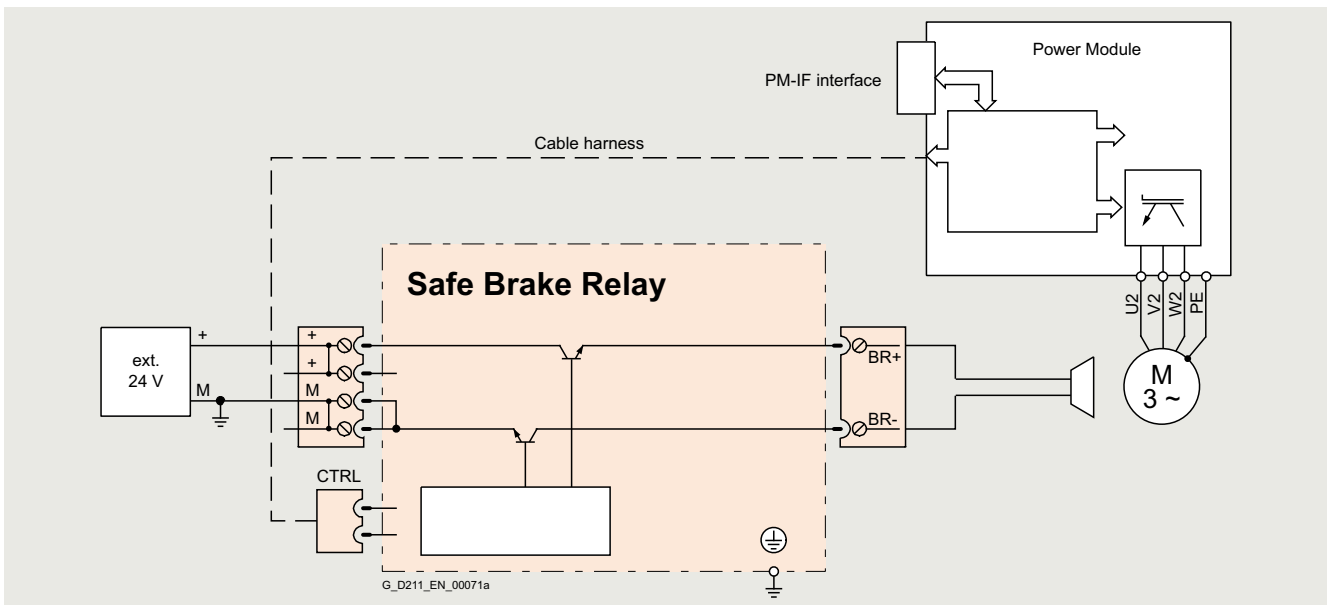 Power Module
PM-IF interface
Cable harness
U2
V2
W2
PE
Safe Brake Relay
ext.
24 V
+
M
+
+
M
M
BR+
BR-
M
3 ~
CTRL
G_D211_EN_00071a